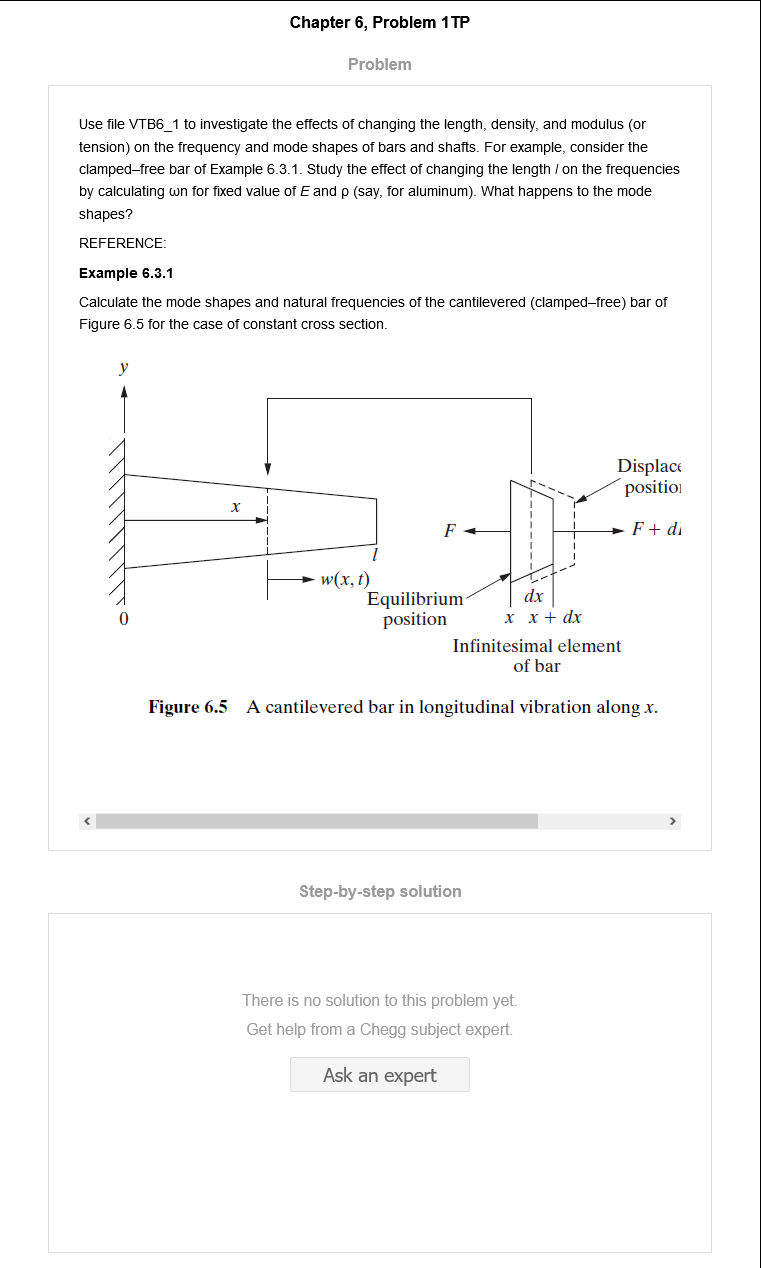 Chapter 6, Problem 1TP
Problem
Use file VTB6_1 to investigate the effects of changing the length, density, and modulus (or
tension) on the frequency and mode shapes of bars and shafts. For example, consider the
clamped–free bar of Example 6.3.1. Study the effect of changing the length l on the frequencies
by calculating ωn for fixed value of E and ρ (say, for aluminum). What happens to the mode
shapes?
REFERENCE:
Example 6.3.1
Calculate the mode shapes and natural frequencies of the cantilevered (clamped–free) bar of
Figure 6.5 for the case of constant cross section.
y
x
l
w(x, t)
0
Displace
position
F
F + d
Equilibrium
position
dx
x x + dx
Infinitesimal element
of bar
Figure 6.5 A cantilevered bar in longitudinal vibration along x.
Step-by-step solution
There is no solution to this problem yet.
Get help from a Chegg subject expert.
Ask an expert